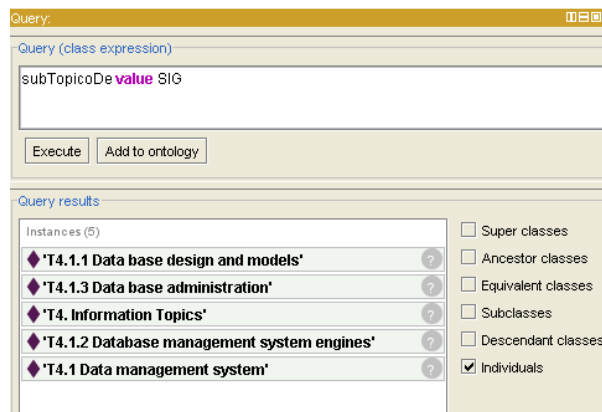 Query:
Query (class expression)
subTopicoDe value SIG
Execute Add to ontology
Query results
Instances (5)
'T4.1.1 Data base design and models' ?
'T4.1.3 Data base administration' ?
'T4. Information Topics' ?
'T4.1.2 Database management system engines' ?
'T4.1 Data management system' ?
Super classes
Ancestor classes
Equivalent classes
Subclasses
Descendant classes
Individuals